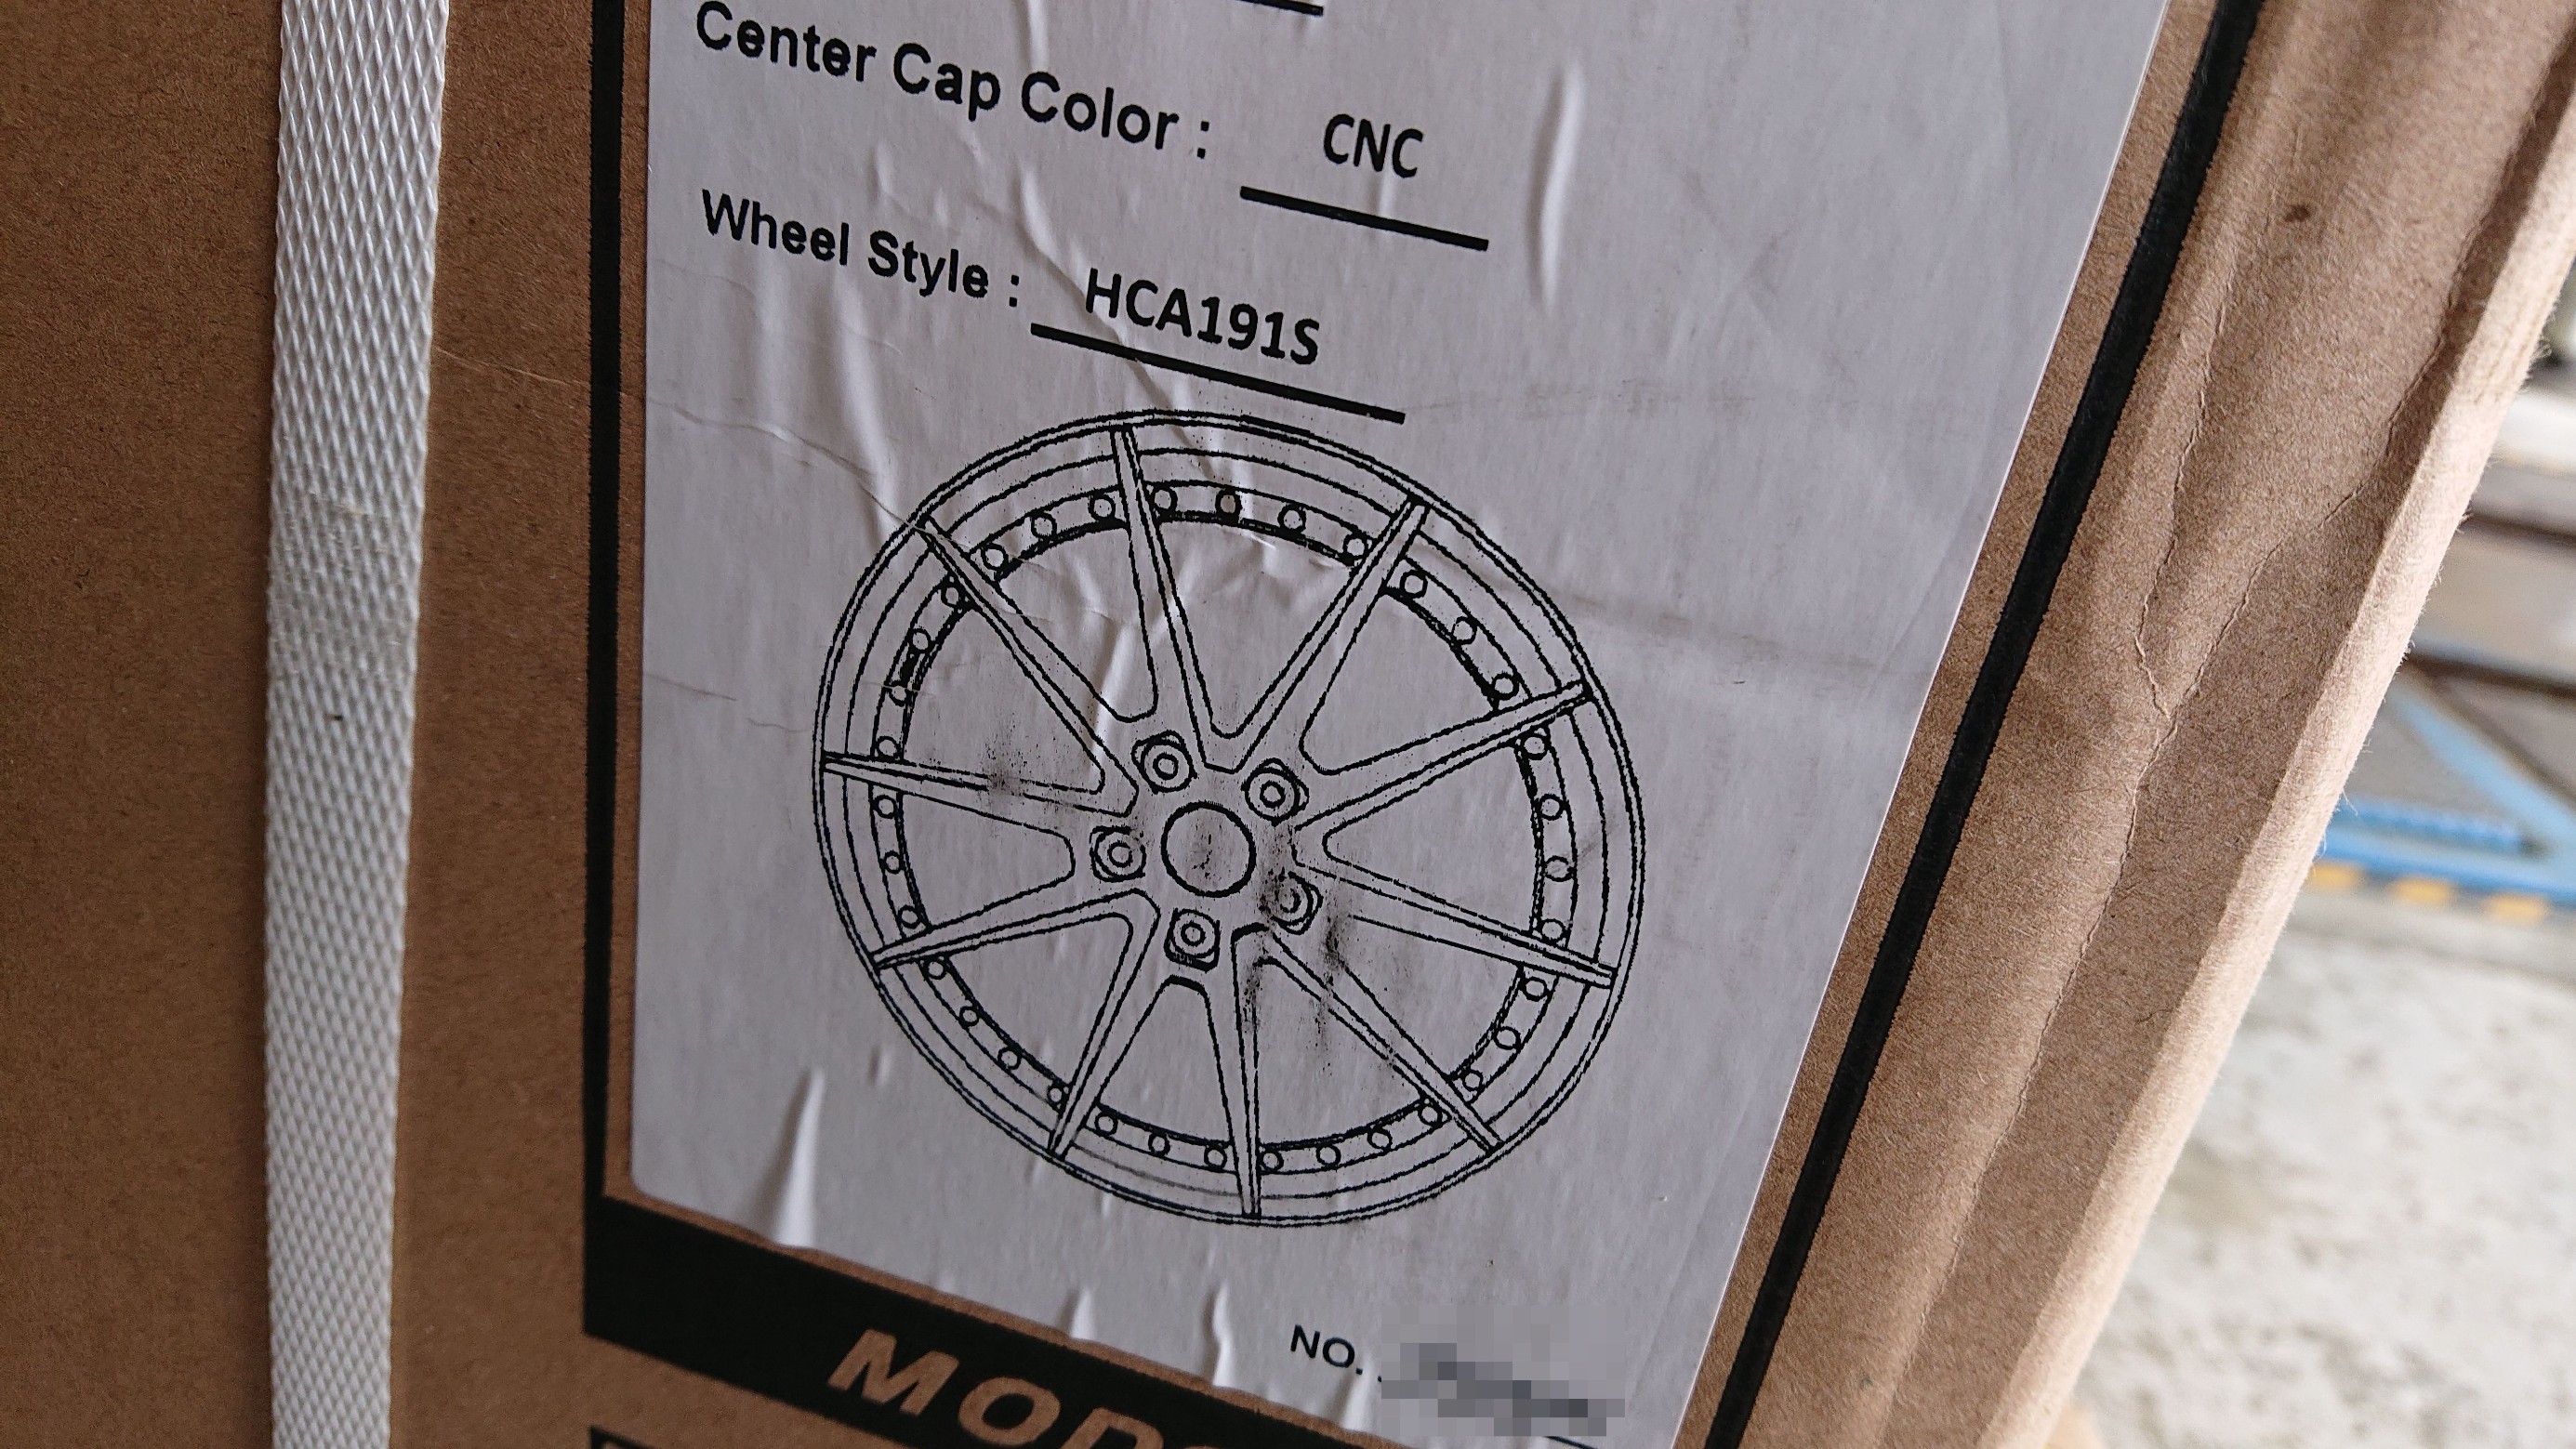 Center Cap Color : CNC
Wheel Style : HCA191S
NO.